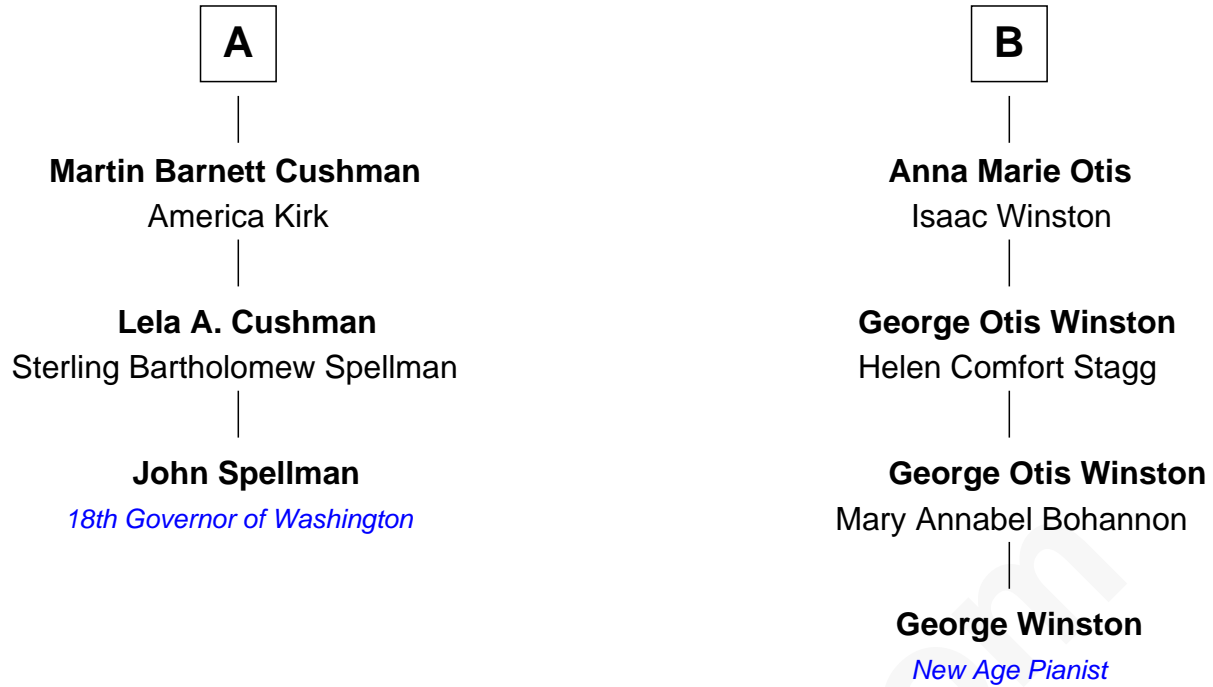 A
Martin Barnett Cushman
America Kirk
Lela A. Cushman
Sterling Bartholomew Spellman
John Spellman
18th Governor of Washington
B
Anna Marie Otis
Isaac Winston
George Otis Winston
Helen Comfort Stagg
George Otis Winston
Mary Annabel Bohannon
George Winston
New Age Pianist